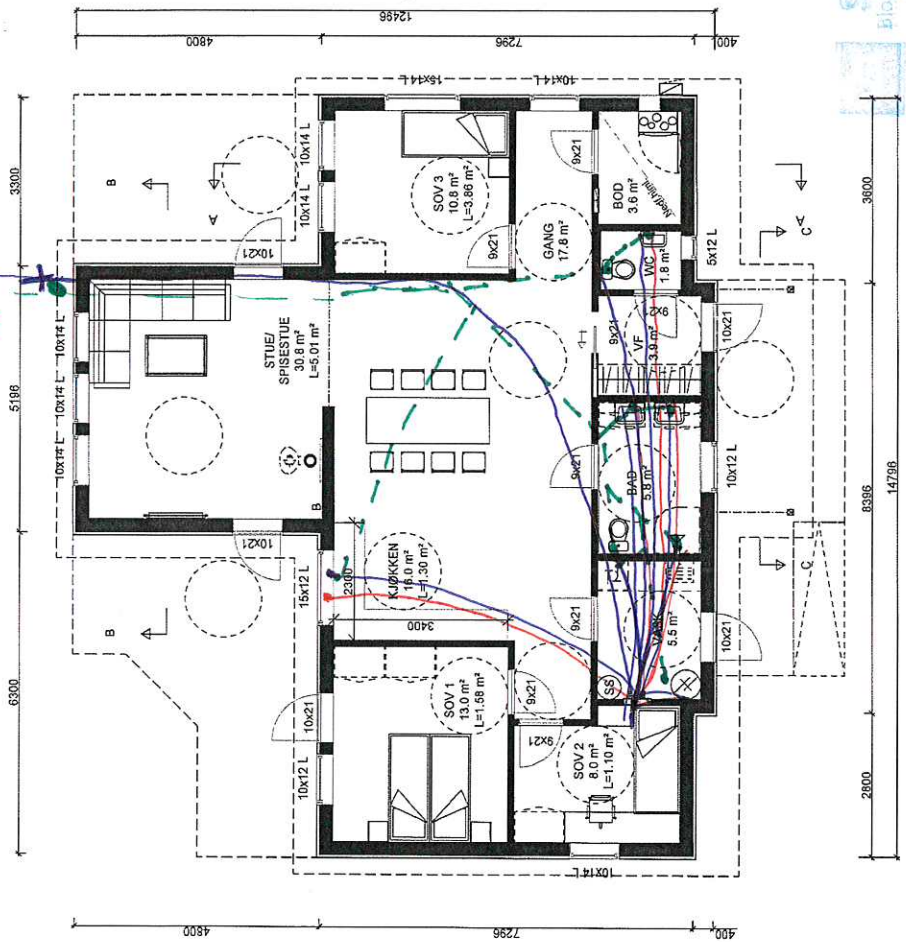 12496
4800
7296
400
3300
5196
6300
3600
8396
14796
2800
4800
7296
400
15x14 L
10x14 L
10x14 L
10x14 L
B
A
SOV 3
10.8 m²
L=3.86 m²
9x21
9x21
BOD
3.6 m²
Nedf.himl.
A
C
10x21
GANG
17.8 m²
WC
1.8 m²
5x12 L
10x14 L
10x14 L
10x14 L
STUE/
SPISESTUE
30.8 m²
L=5.01 m²
9x21
9x21
VF
3.9 m²
10x21
B
9x21
BAD
5.8 m²
10x12 L
10x21
15x12 L
KJØKKEN
16.0 m²
L=1.30 m²
2300
3400
9x21
VASK
5.5 m²
SS
10x21
C
B
10x21
10x12 L
SOV 1
13.0 m²
L=1.58 m²
9x21
9x21
SOV 2
8.0 m²
L=1.10 m²
10x14 L